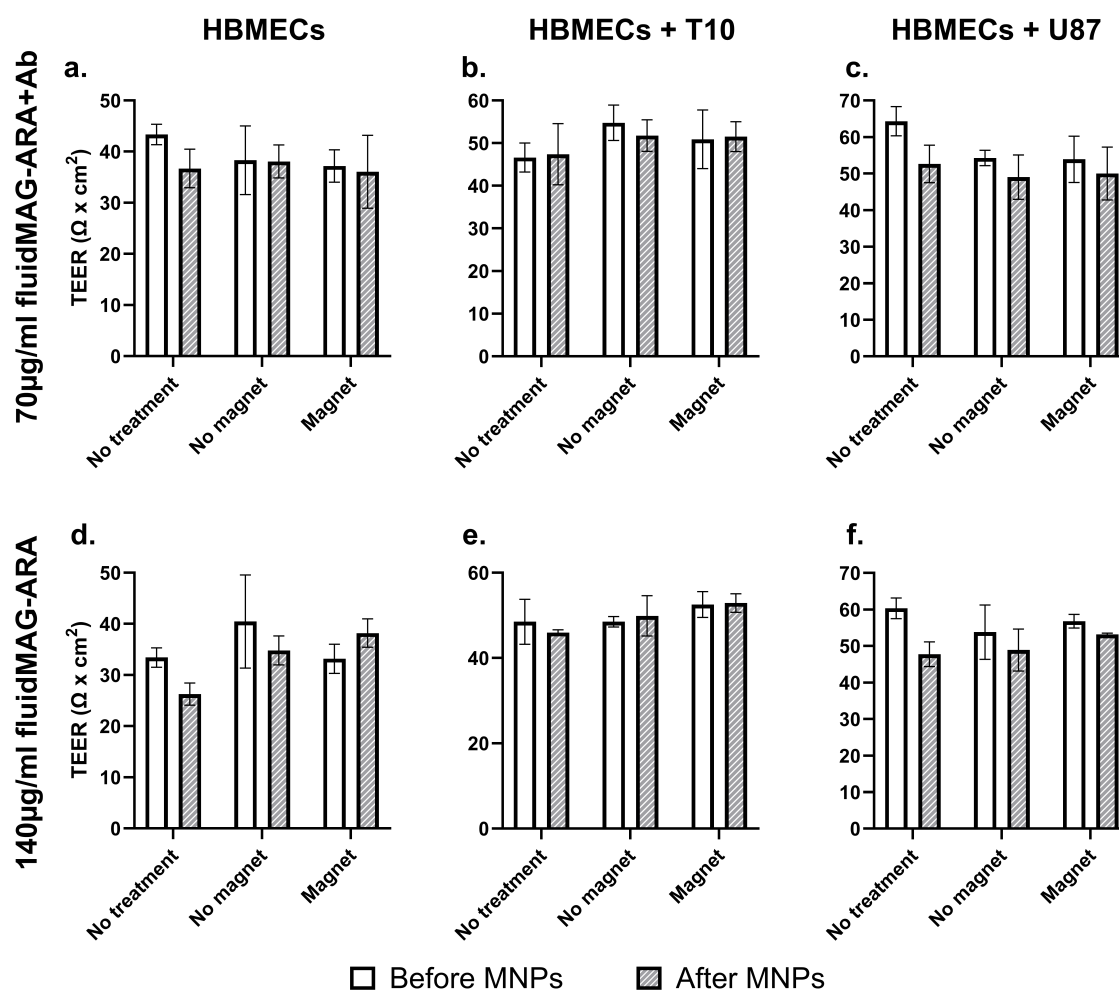 HBMECs HBMECs + T10 HBMECs + U87
70µg/ml fluidMAG-ARA+Ab
a.
TEER (Ω x cm²)
50
40
30
20
10
0
No treatment
No magnet
Magnet
b.
60
50
40
30
20
10
0
No treatment
No magnet
Magnet
c.
70
60
50
40
30
20
10
0
No treatment
No magnet
Magnet
140µg/ml fluidMAG-ARA
d.
TEER (Ω x cm²)
50
40
30
20
10
0
No treatment
No magnet
Magnet
e.
60
40
20
0
No treatment
No magnet
Magnet
f.
70
60
50
40
30
20
10
0
No treatment
No magnet
Magnet
Before MNPs After MNPs